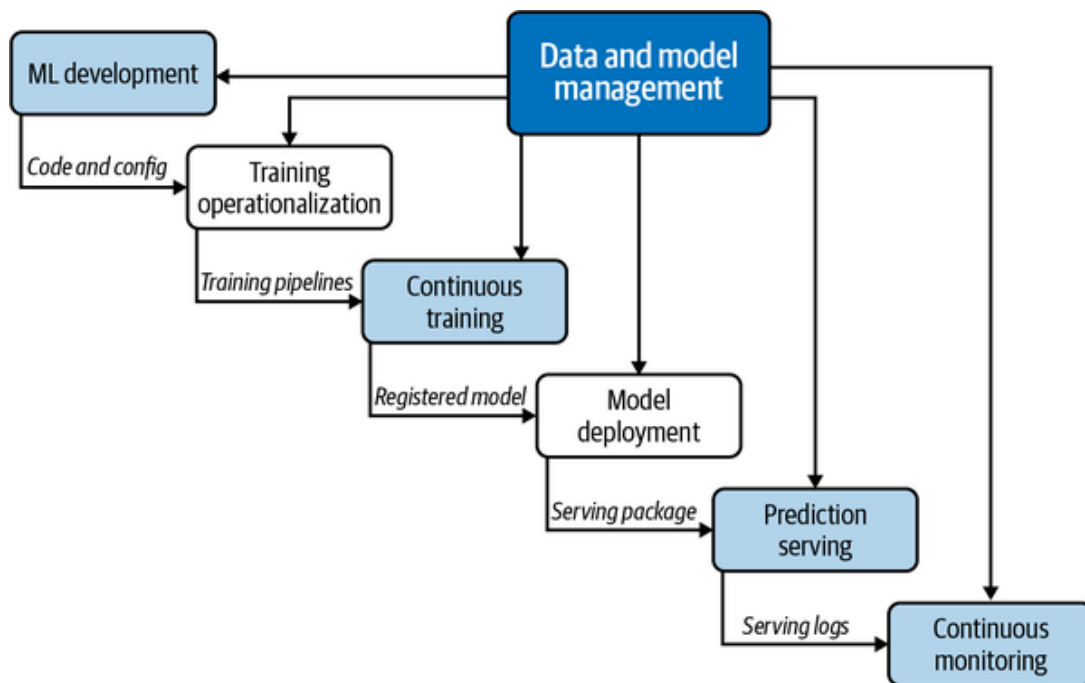 Data and model
management
ML development
Code and config
Training
operationalization
Training pipelines
Continuous
training
Registered model
Model
deployment
Serving package
Prediction
serving
Serving logs
Continuous
monitoring